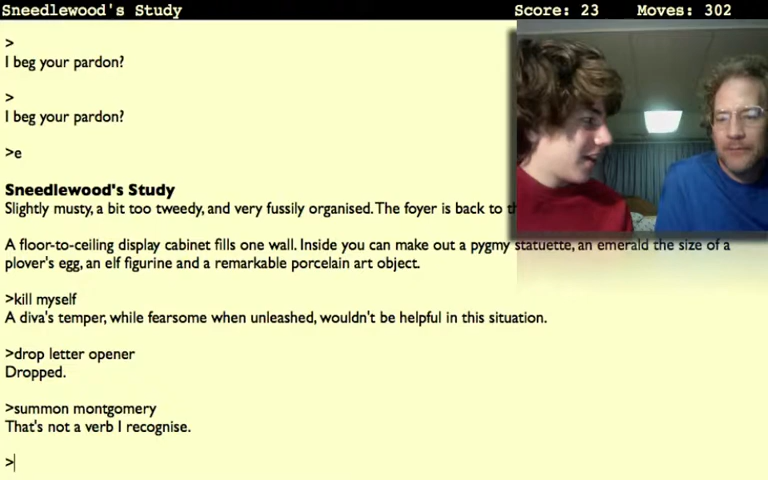 Sneedlewood's Study Score: 23 Moves: 302
>
I beg your pardon?
>
I beg your pardon?
>e
Sneedlewood's Study
Slightly musty, a bit too tweedy, and very fussily organised. The foyer is back to
A floor-to-ceiling display cabinet fills one wall. Inside you can make out a pygmy statuette, an emerald the size of a
plover's egg, an elf figurine and a remarkable porcelain art object.
>kill myself
A diva's temper, while fearsome when unleashed, wouldn't be helpful in this situation.
>drop letter opener
Dropped.
>summon montgomery
That's not a verb I recognise.
>